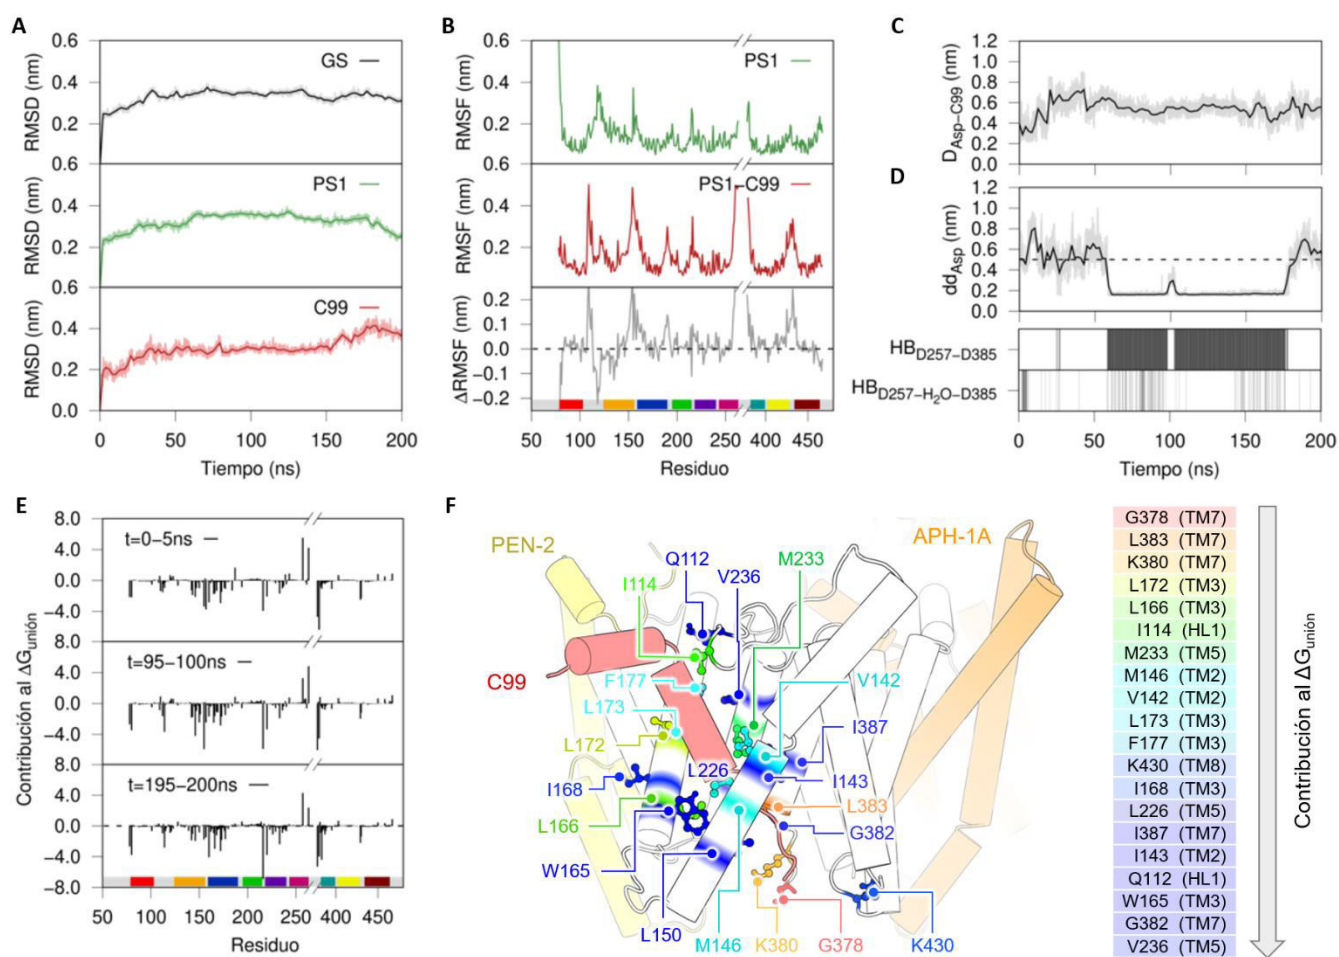 A
0.6
0.4
0.2
0.6
0.4
0.2
0.6
0.4
0.2
0.0
RMSD (nm)
RMSD (nm)
RMSD (nm)
GS
PS1
C99
0 50 100 150 200
Tiempo (ns)
B
0.6
0.4
0.2
0.6
0.4
0.2
0.2
0.1
0.0
−0.1
−0.2
RMSF (nm)
RMSF (nm)
ΔRMSF (nm)
PS1
PS1−C99
50 100 150 200 250 400 450
Residuo
C
1.2
1.0
0.8
0.6
0.4
0.2
0.0
D Asp−C99 (nm)
D
1.2
1.0
0.8
0.6
0.4
0.2
0.0
dd Asp (nm)
HB D257−D385
HB D257−H2O−D385
0 50 100 150 200
Tiempo (ns)
E
8.0
4.0
0.0
−4.0
8.0
4.0
0.0
−4.0
8.0
4.0
0.0
−4.0
−8.0
Contribución al ΔG unión
t=0−5ns
t=95−100ns
t=195−200ns
50 100 150 200 250 400 450
Residuo
F
PEN-2
APH-1A
C99
Q112
V236
M233
I114
F177
L173
L172
I168
L166
W165
L150
L226
M146
K380
G378
K430
V142
I387
I143
L383
G382
G378 (TM7)
L383 (TM7)
K380 (TM7)
L172 (TM3)
L166 (TM3)
I114 (HL1)
M233 (TM5)
M146 (TM2)
V142 (TM2)
L173 (TM3)
F177 (TM3)
K430 (TM8)
I168 (TM3)
L226 (TM5)
I387 (TM7)
I143 (TM2)
Q112 (HL1)
W165 (TM3)
G382 (TM7)
V236 (TM5)
Contribución al ΔG unión